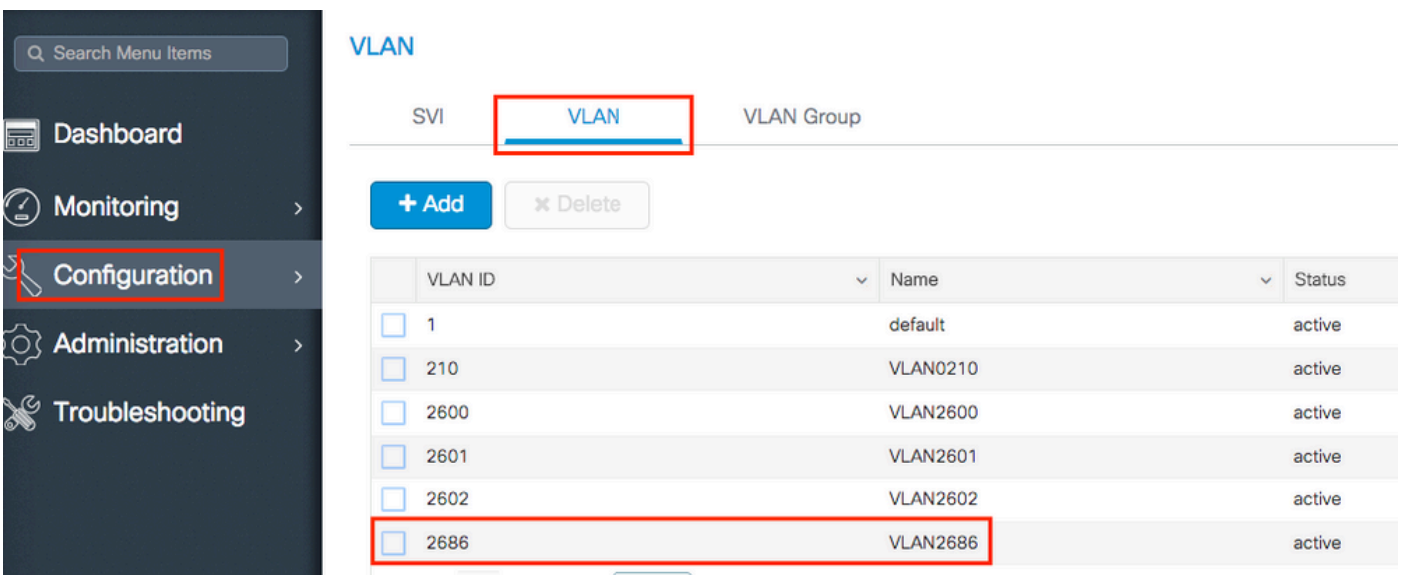 Search Menu Items
Dashboard
Monitoring
Configuration
Administration
Troubleshooting
VLAN
SVI VLAN VLAN Group
+ Add × Delete
VLAN ID Name Status
1 default active
210 VLAN0210 active
2600 VLAN2600 active
2601 VLAN2601 active
2602 VLAN2602 active
2686 VLAN2686 active